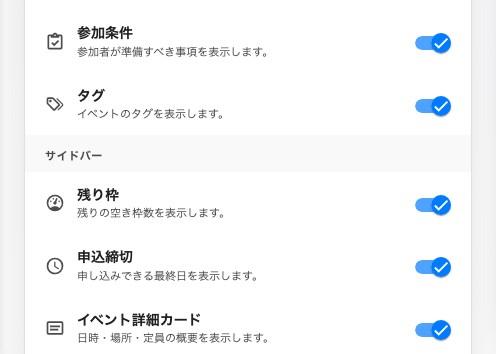 参加条件
参加者が準備すべき事項を表示します。
タグ
イベントのタグを表示します。
サイドバー
残り枠
残りの空き枠数を表示します。
申込締切
申し込みできる最終日を表示します。
イベント詳細カード
日時・場所・定員の概要を表示します。